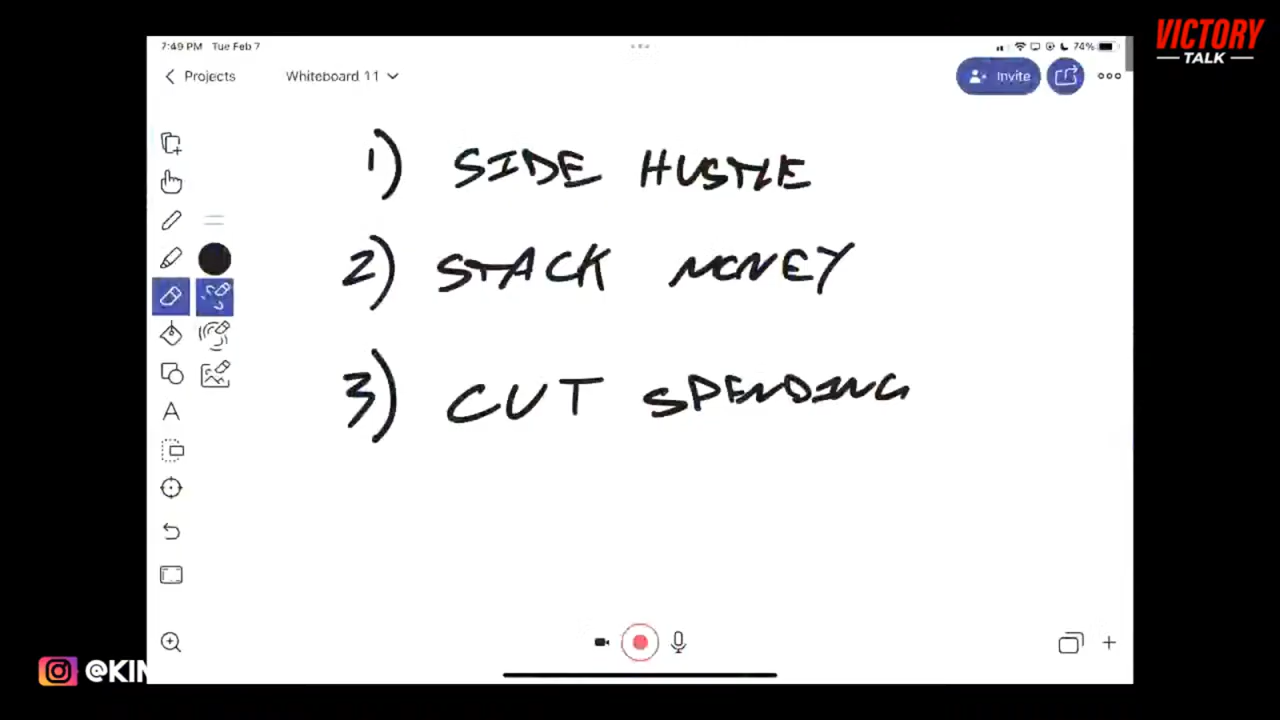 VICTORY
TALK
7:49 PM Tue Feb 7
74%
Projects
Whiteboard 11
Invite
1) SIDE HUSTLE
2) STACK MONEY
3) CUT SPENDING
A
@KIN